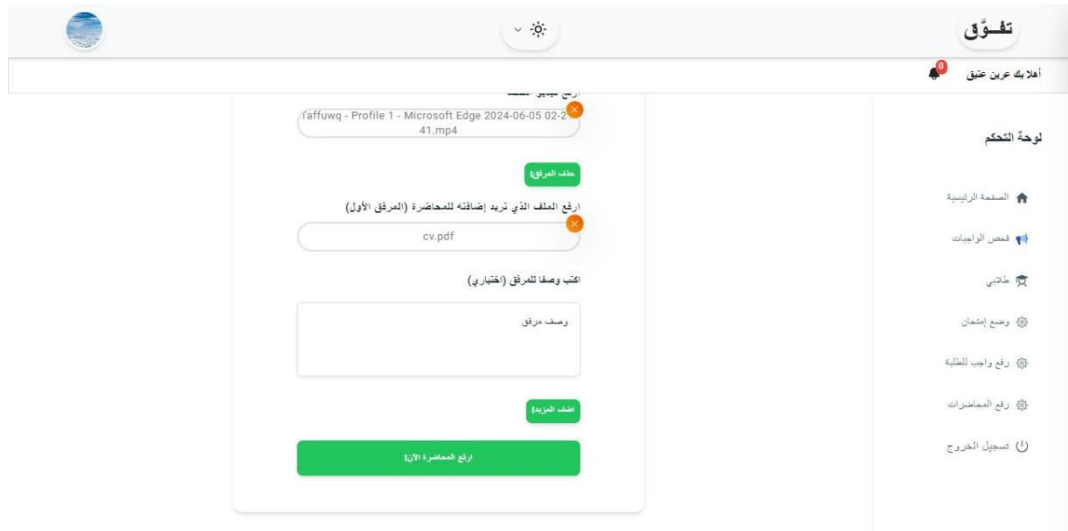 تفـوَّق
أهلا بك عرين عتيق
0
لوحة التحكم
الصفحة الرئيسية
فحص الواجبات
طلابي
وضع إمتحان
رفع واجب للطلبة
رفع المحاضرات
تسجيل الخروج
Taffuwq - Profile 1 - Microsoft Edge 2024-06-05 02-2
41.mp4
حذف المرفق!
ارفع الملف الذي تريد إضافته للمحاضرة (المرفق الأول)
cv.pdf
اكتب وصفا للمرفق (اختياري)
وصف مرفق
اضف المزيد!
ارفع المحاضرة الآن!